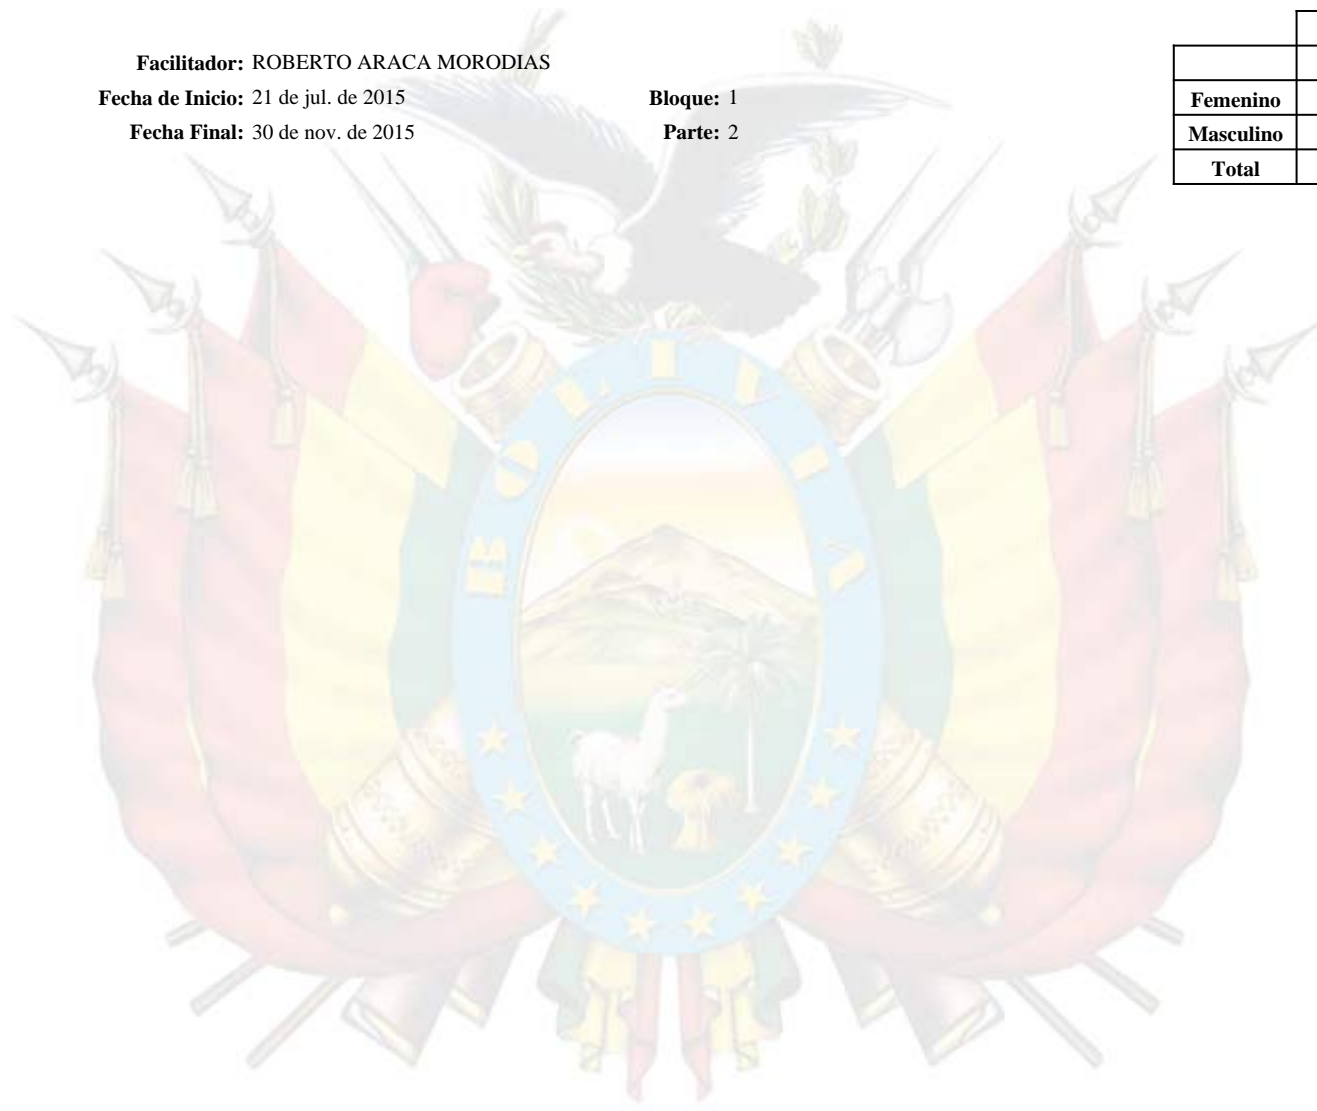 Facilitador: ROBERTO ARACA MORODIAS
Fecha de Inicio: 21 de jul. de 2015 Bloque: 1
Fecha Final: 30 de nov. de 2015 Parte: 2
Femenino
Masculino
Total
BOLIVIA